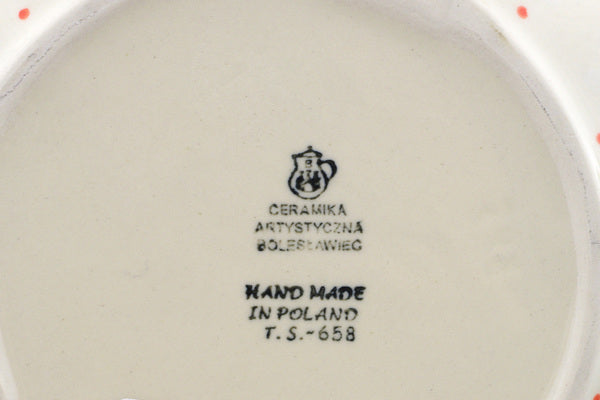 CERAMIKA
ARTYSTYCZNA
BOLESŁAWIEC
HAND MADE
IN POLAND
T. S.-658